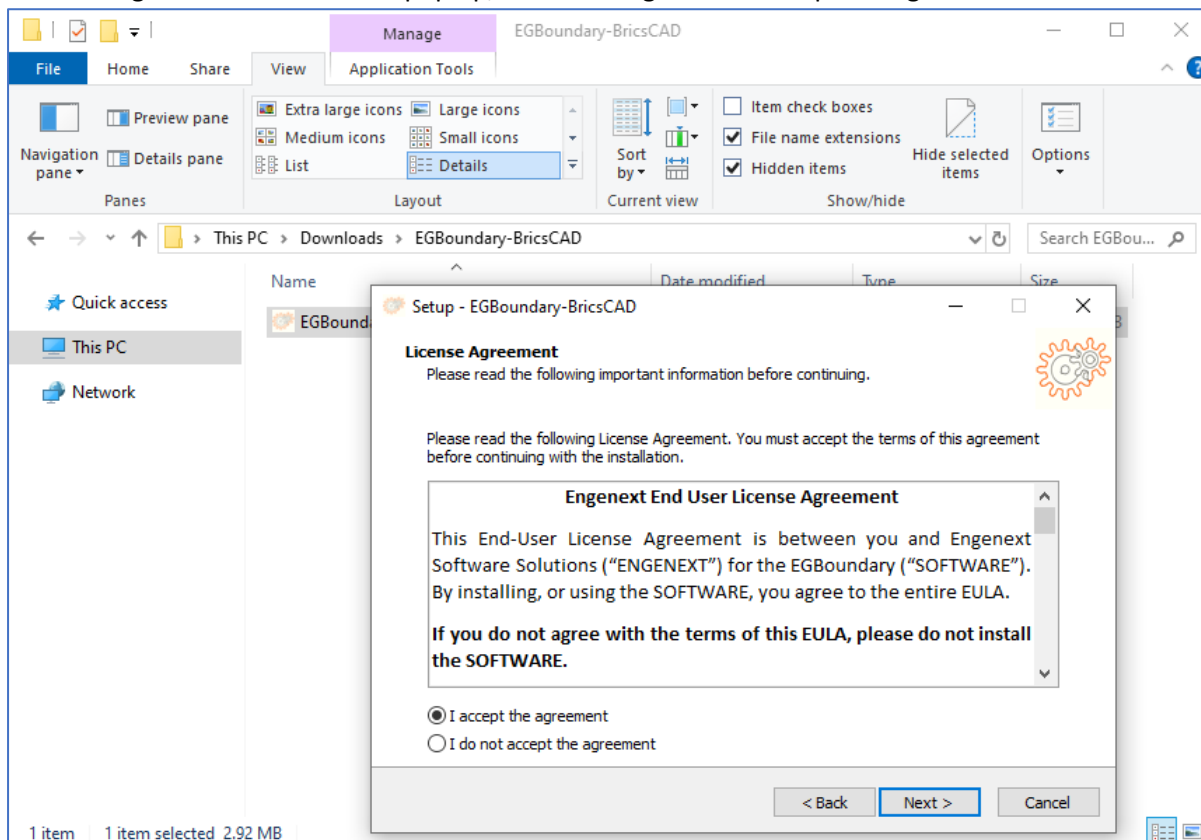 Manage EGBoundary-BricsCAD
File Home Share View Application Tools
Navigation pane
Preview pane
Details pane
Panes
Extra large icons Large icons
Medium icons Small icons
List Details
Layout
Sort by
Current view
Item check boxes
File name extensions
Hidden items
Hide selected items
Show/hide
Options
This PC > Downloads > EGBoundary-BricsCAD
Search EGBou...
Name Date modified Type Size
Quick access
This PC
Network
EGBound
Setup - EGBoundary-BricsCAD
License Agreement
Please read the following important information before continuing.
Please read the following License Agreement. You must accept the terms of this agreement
before continuing with the installation.
Engenext End User License Agreement
This End-User License Agreement is between you and Engenext
Software Solutions (“ENGENEXT”) for the EGBoundary (“SOFTWARE”).
By installing, or using the SOFTWARE, you agree to the entire EULA.
If you do not agree with the terms of this EULA, please do not install
the SOFTWARE.
I accept the agreement
I do not accept the agreement
< Back Next > Cancel
1 item 1 item selected 2.92 MB